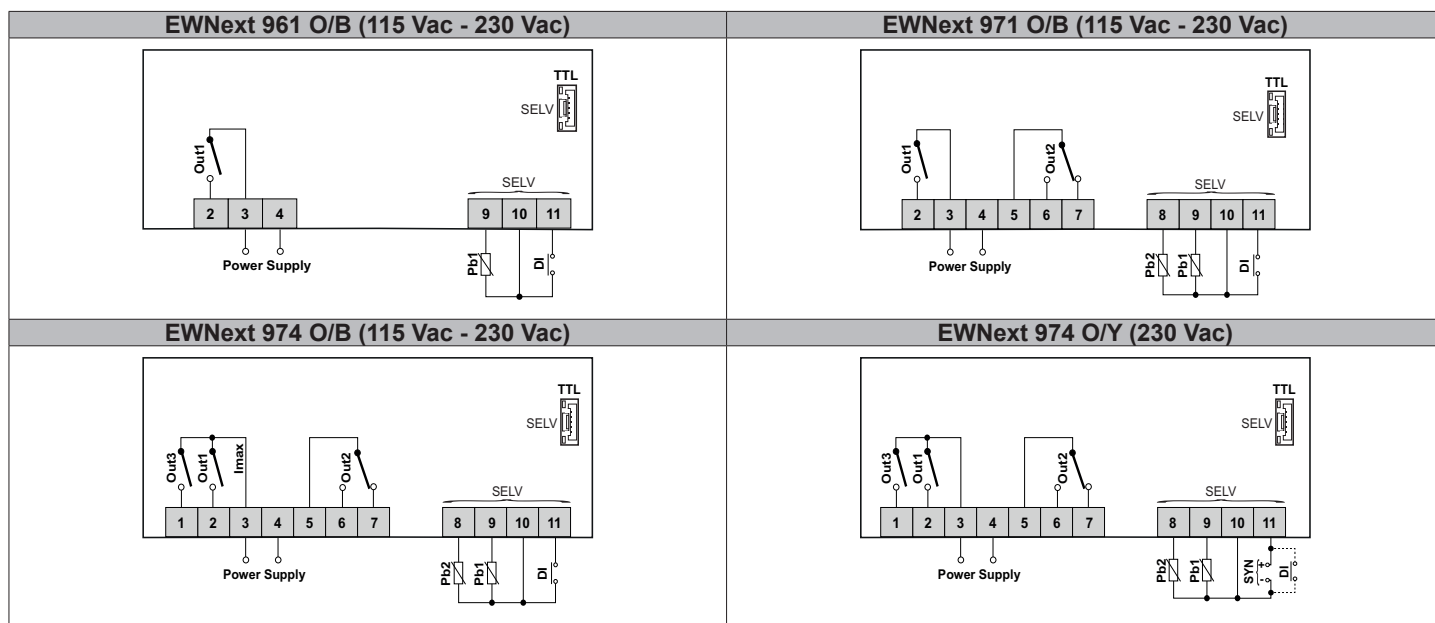 EWNext 961 O/B (115 Vac - 230 Vac)
TTL
SELV
Out1
SELV
2 3 4 9 10 11
Power Supply
Pb1
DI
EWNext 971 O/B (115 Vac - 230 Vac)
TTL
SELV
Out1
Out2
SELV
2 3 4 5 6 7 8 9 10 11
Power Supply
Pb2
Pb1
DI
EWNext 974 O/B (115 Vac - 230 Vac)
TTL
SELV
Out3
Out1
Imax
Out2
SELV
1 2 3 4 5 6 7 8 9 10 11
Power Supply
Pb2
Pb1
DI
EWNext 974 O/Y (230 Vac)
TTL
SELV
Out3
Out1
Out2
SELV
1 2 3 4 5 6 7 8 9 10 11
Power Supply
Pb2
Pb1
SYN
+
-
DI